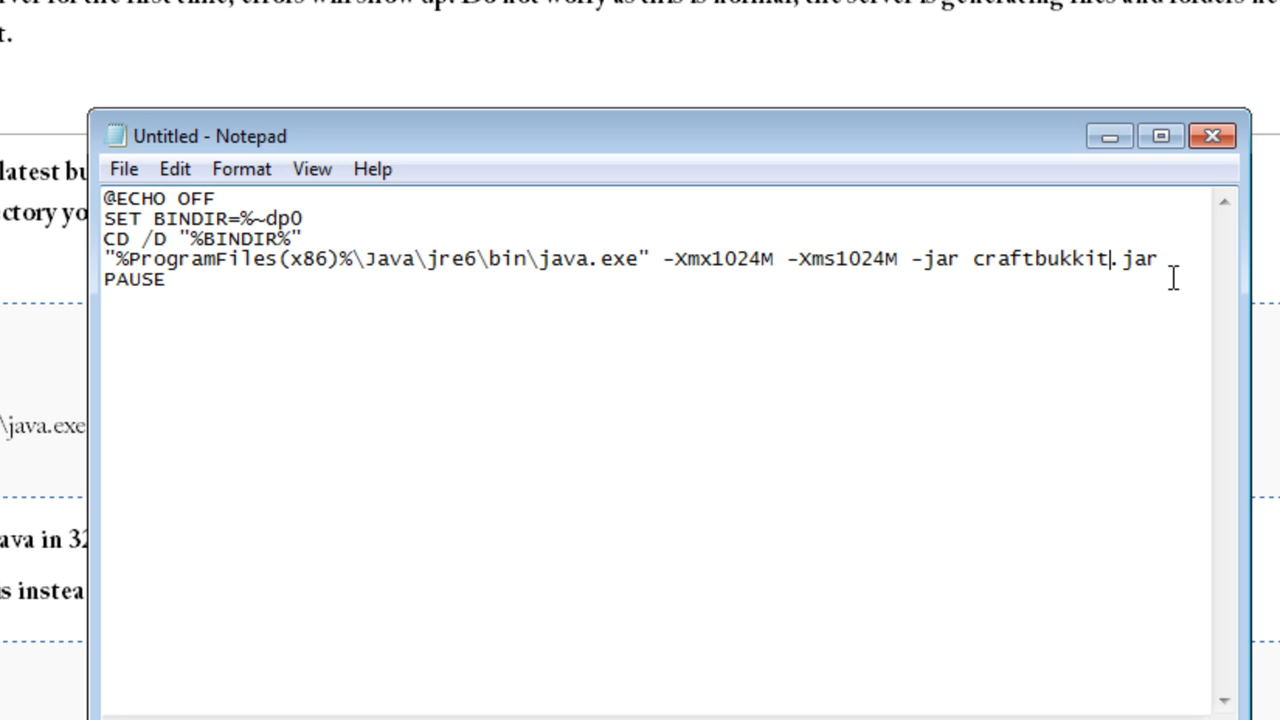 t.
Untitled - Notepad
File Edit Format View Help
latest bu
ectory yo
@ECHO OFF
SET BINDIR=%~dp0
CD /D "%BINDIR%"
"%ProgramFiles(x86)%\Java\jre6\bin\java.exe" -Xmx1024M -Xms1024M -jar craftbukkit.jar
PAUSE
\java.exe
ava in 32
s instea